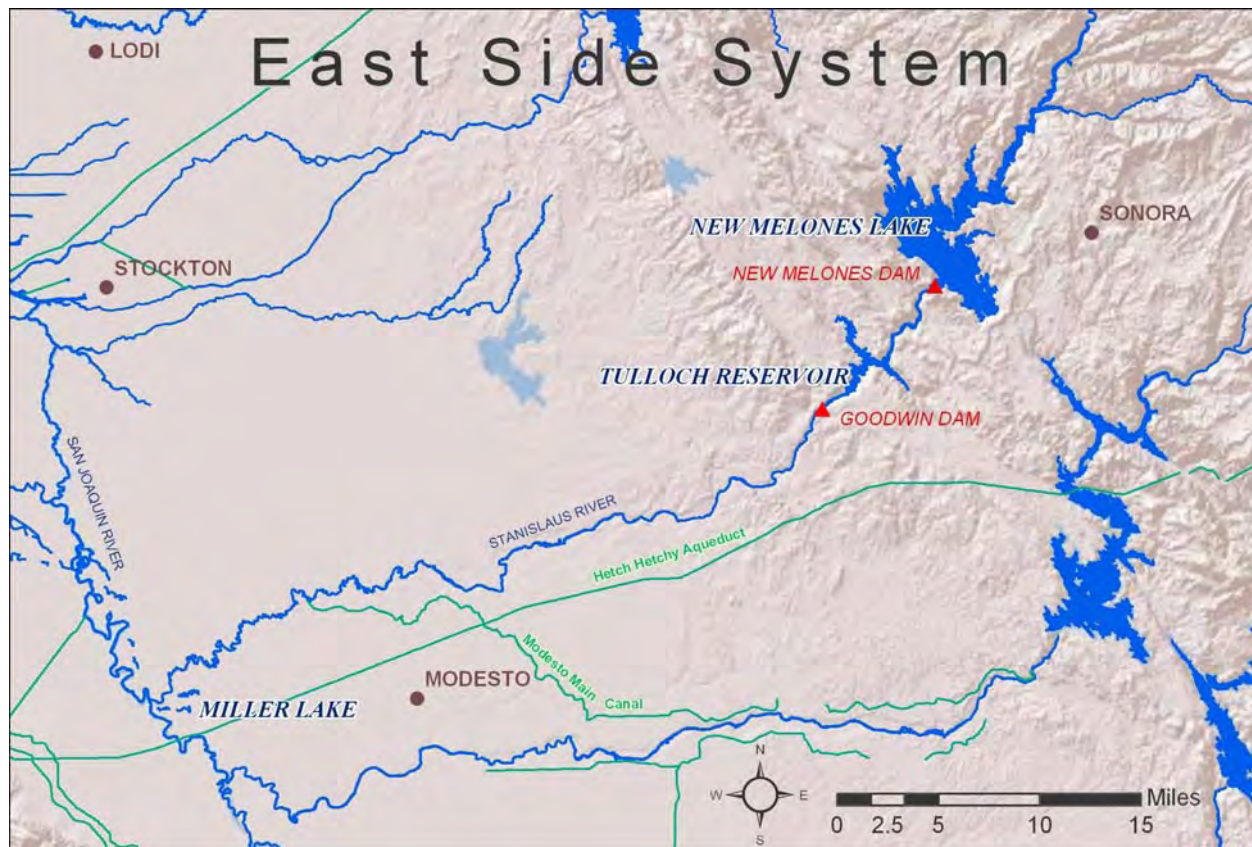 East Side System
LODI
NEW MELONES LAKE
SONORA
STOCKTON
NEW MELONES DAM
TULLOCH RESERVOIR
GOODWIN DAM
SAN JOAQUIN RIVER
STANISLAUS RIVER
Hetch Hetchy Aqueduct
Modesto Main
Canal
MODESTO
MILLER LAKE
N
W
E
S
Miles
0 2.5 5 10 15